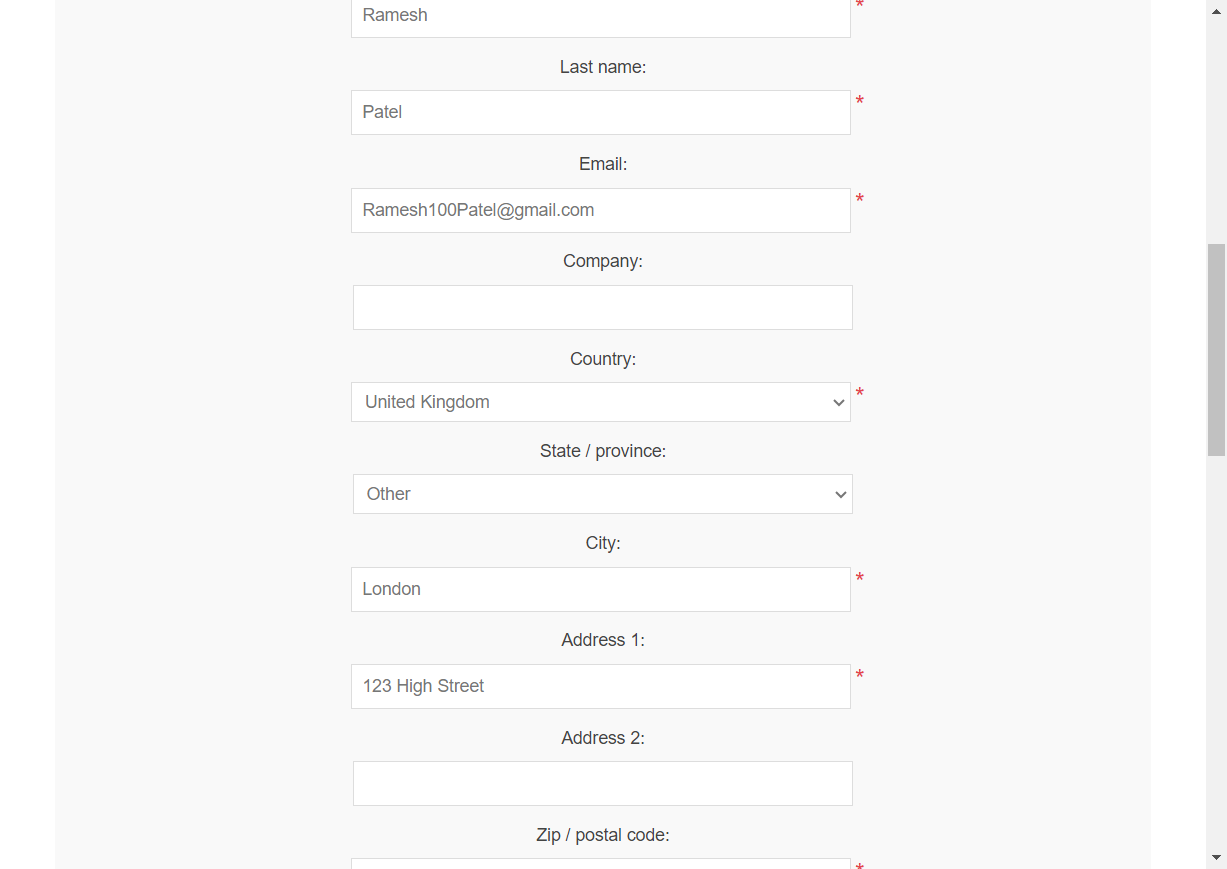 Ramesh
*
Last name:
Patel
*
Email:
Ramesh100Patel@gmail.com
*
Company:
Country:
United Kingdom
*
State / province:
Other
City:
London
*
Address 1:
123 High Street
*
Address 2:
Zip / postal code:
*